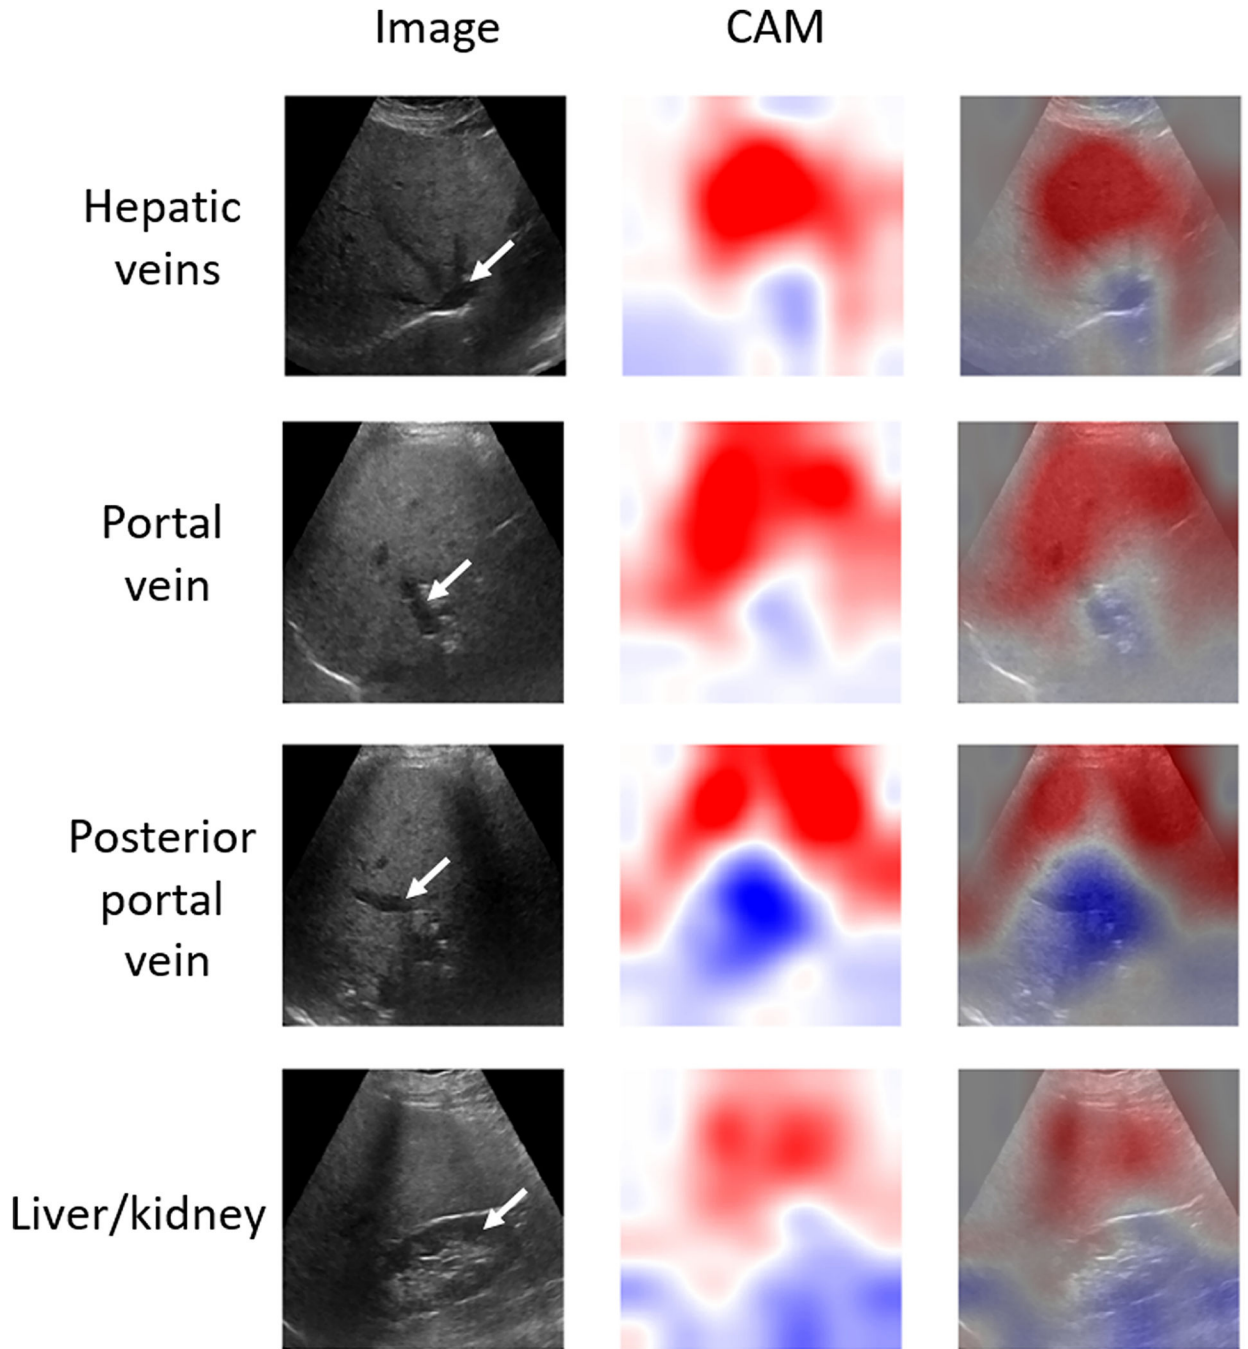 Image
CAM
Hepatic
veins
Portal
vein
Posterior
portal
vein
Liver/kidney